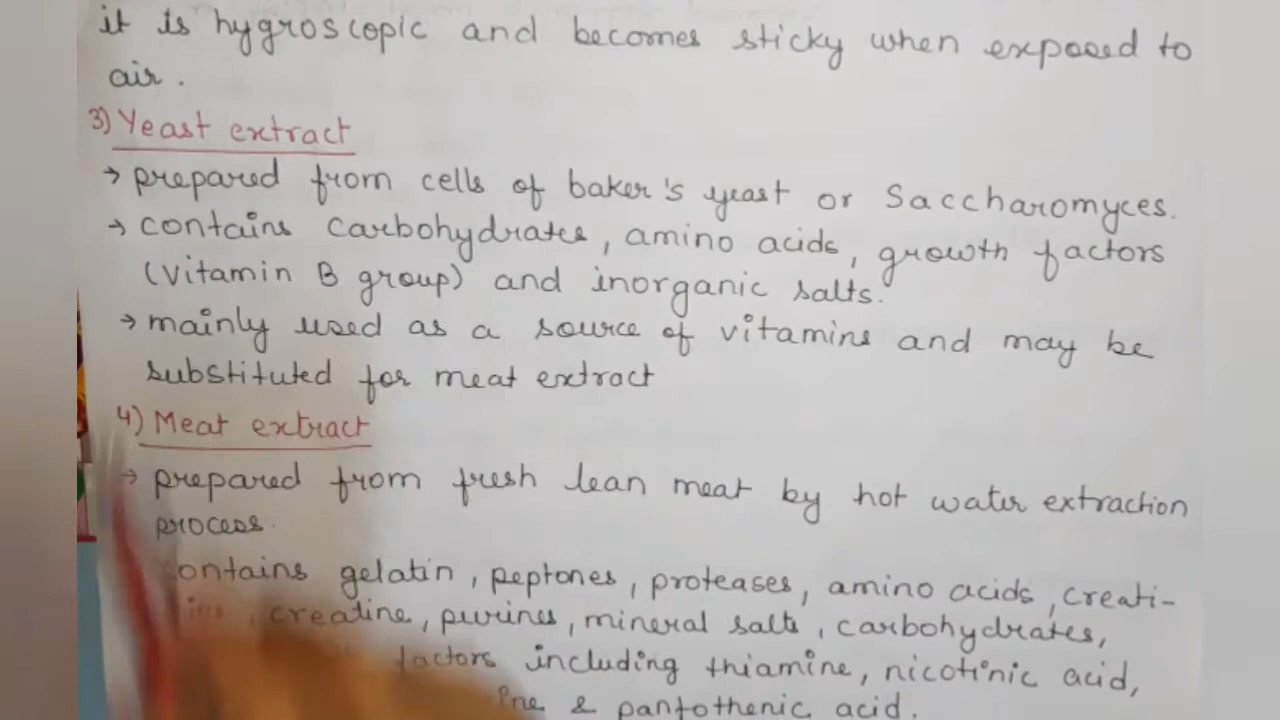 it is hygroscopic and becomes sticky when exposed to
air.
3) Yeast extract
→ prepared from cells of baker's yeast or Saccharomyces.
→ contains carbohydrates, amino acids, growth factors
(vitamin B group) and inorganic salts.
→ mainly used as a source of vitamins and may be
substituted for meat extract
4) Meat extract
→ prepared from fresh lean meat by hot water extraction
process.
ontains gelatin, peptones, proteases, amino acids, creati-
, creatine, purines, mineral salts, carbohydrates,
factors including thiamine, nicotinic acid,
ine & pantothenic acid.